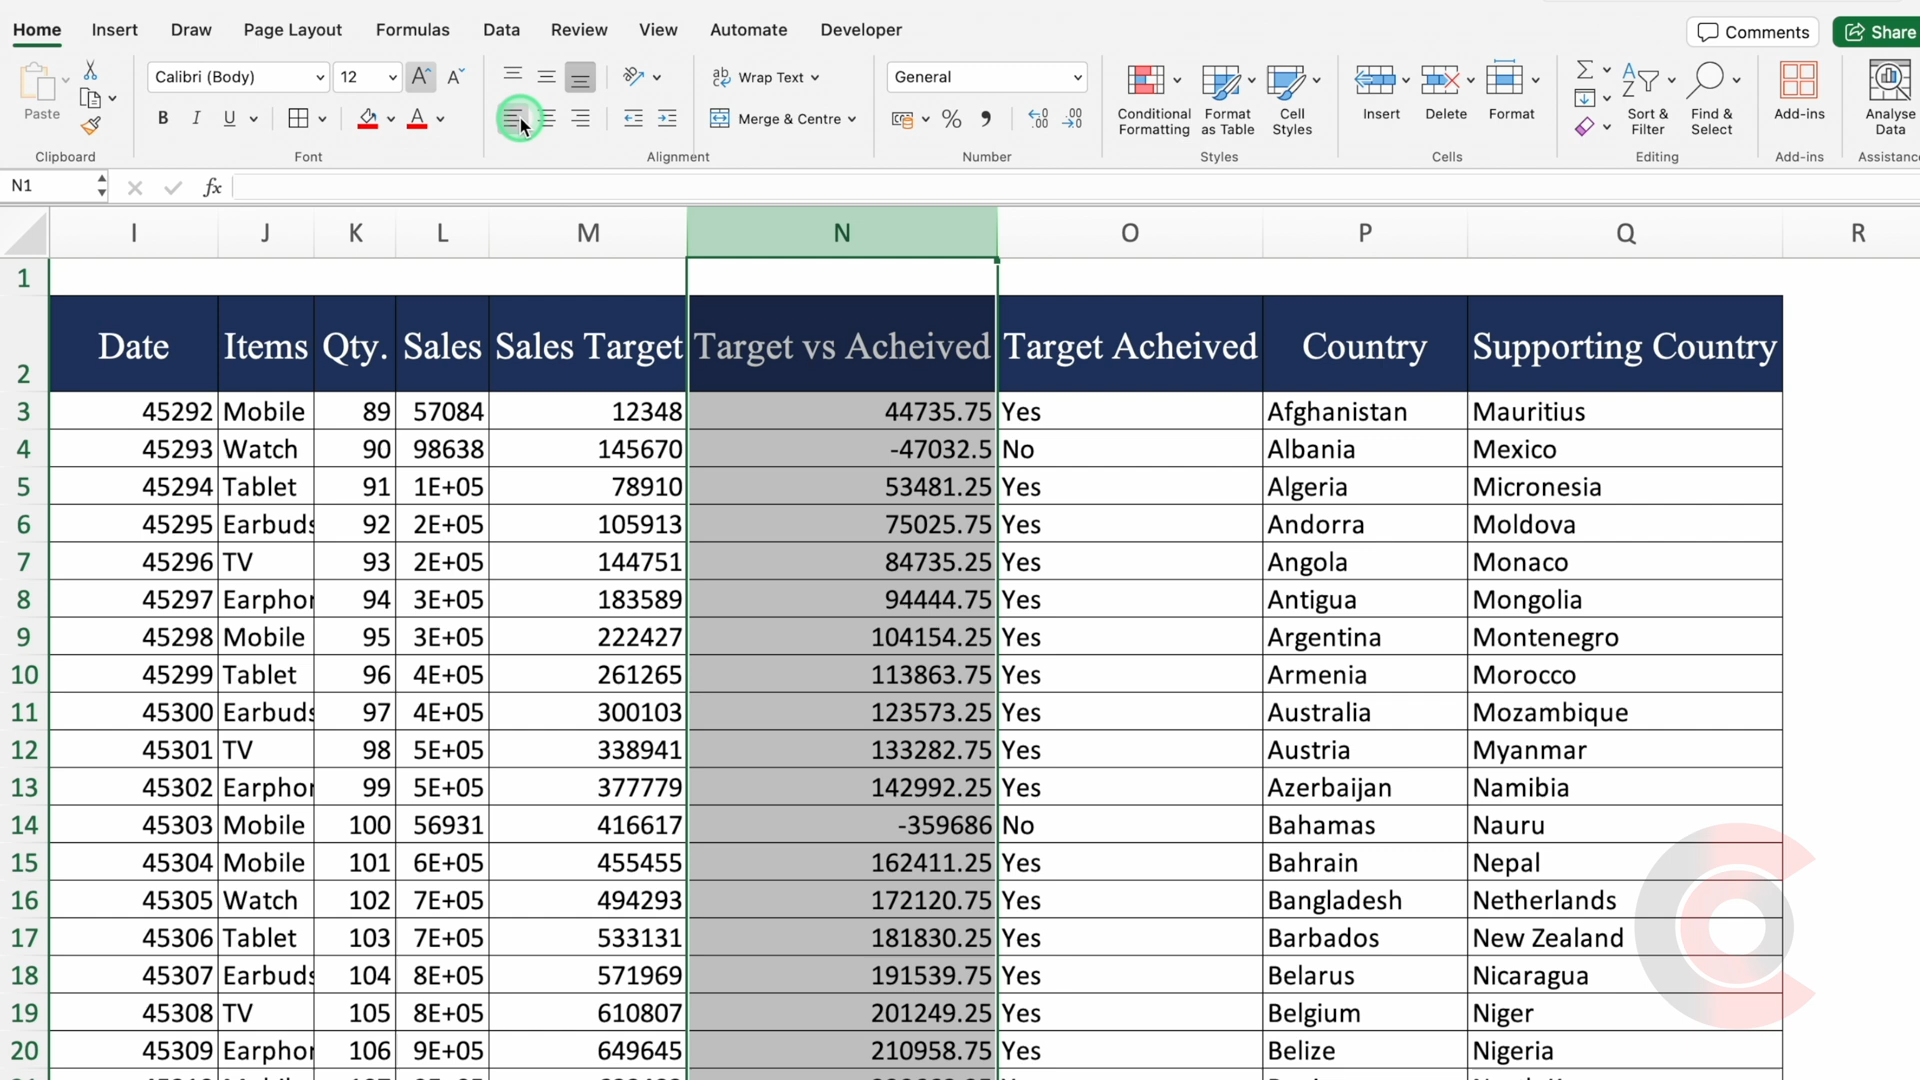 Home Insert Draw Page Layout Formulas Data Review View Automate Developer Comments Share
Calibri (Body) 12 A A Wrap Text General
Paste B I U A Merge & Centre % Conditional Formatting Format as Table Cell Styles Insert Delete Format Sort & Filter Find & Select Add-ins Analyse Data
Clipboard Font Alignment Number Styles Cells Editing Add-ins
N1 fx
I J K L M N O P Q R
1
2 Date Items Qty. Sales Sales Target Target vs Acheived Target Acheived Country Supporting Country
3 45292 Mobile 89 57084 12348 44735.75 Yes Afghanistan Mauritius
4 45293 Watch 90 98638 145670 -47032.5 No Albania Mexico
5 45294 Tablet 91 1E+05 78910 53481.25 Yes Algeria Micronesia
6 45295 Earbuds 92 2E+05 105913 75025.75 Yes Andorra Moldova
7 45296 TV 93 2E+05 144751 84735.25 Yes Angola Monaco
8 45297 Earphor 94 3E+05 183589 94444.75 Yes Antigua Mongolia
9 45298 Mobile 95 3E+05 222427 104154.25 Yes Argentina Montenegro
10 45299 Tablet 96 4E+05 261265 113863.75 Yes Armenia Morocco
11 45300 Earbuds 97 4E+05 300103 123573.25 Yes Australia Mozambique
12 45301 TV 98 5E+05 338941 133282.75 Yes Austria Myanmar
13 45302 Earphor 99 5E+05 377779 142992.25 Yes Azerbaijan Namibia
14 45303 Mobile 100 56931 416617 -359686 No Bahamas Nauru
15 45304 Mobile 101 6E+05 455455 162411.25 Yes Bahrain Nepal
16 45305 Watch 102 7E+05 494293 172120.75 Yes Bangladesh Netherlands
17 45306 Tablet 103 7E+05 533131 181830.25 Yes Barbados New Zealand
18 45307 Earbuds 104 8E+05 571969 191539.75 Yes Belarus Nicaragua
19 45308 TV 105 8E+05 610807 201249.25 Yes Belgium Niger
20 45309 Earphor 106 9E+05 649645 210958.75 Yes Belize Nigeria